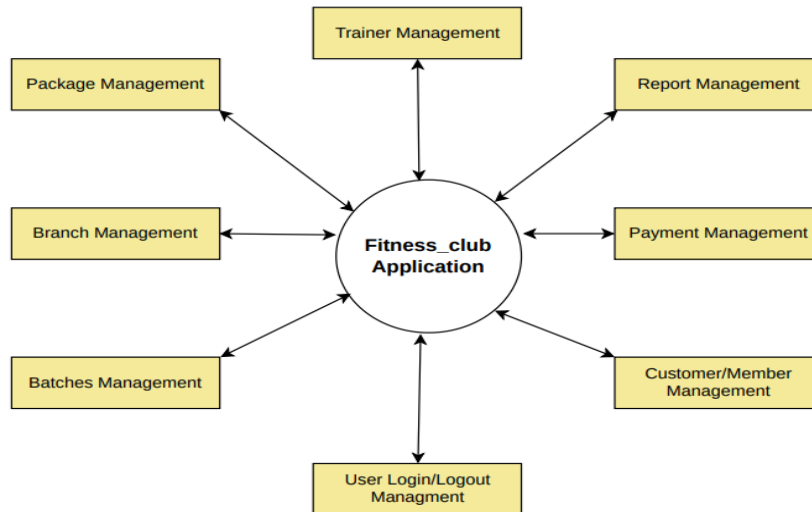 Trainer Management
Package Management
Report Management
Branch Management
Fitness_club
Application
Payment Management
Batches Management
Customer/Member
Management
User Login/Logout
Managment